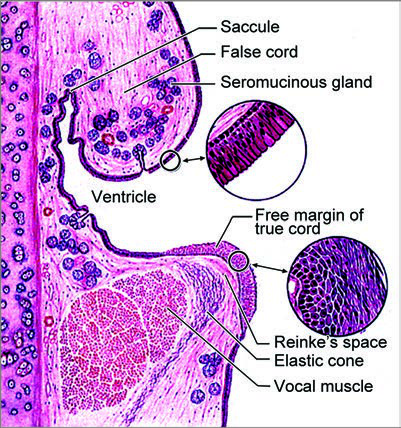 Saccule
False cord
Seromucinous gland
Ventricle
Free margin of
true cord
Reinke's space
Elastic cone
Vocal muscle